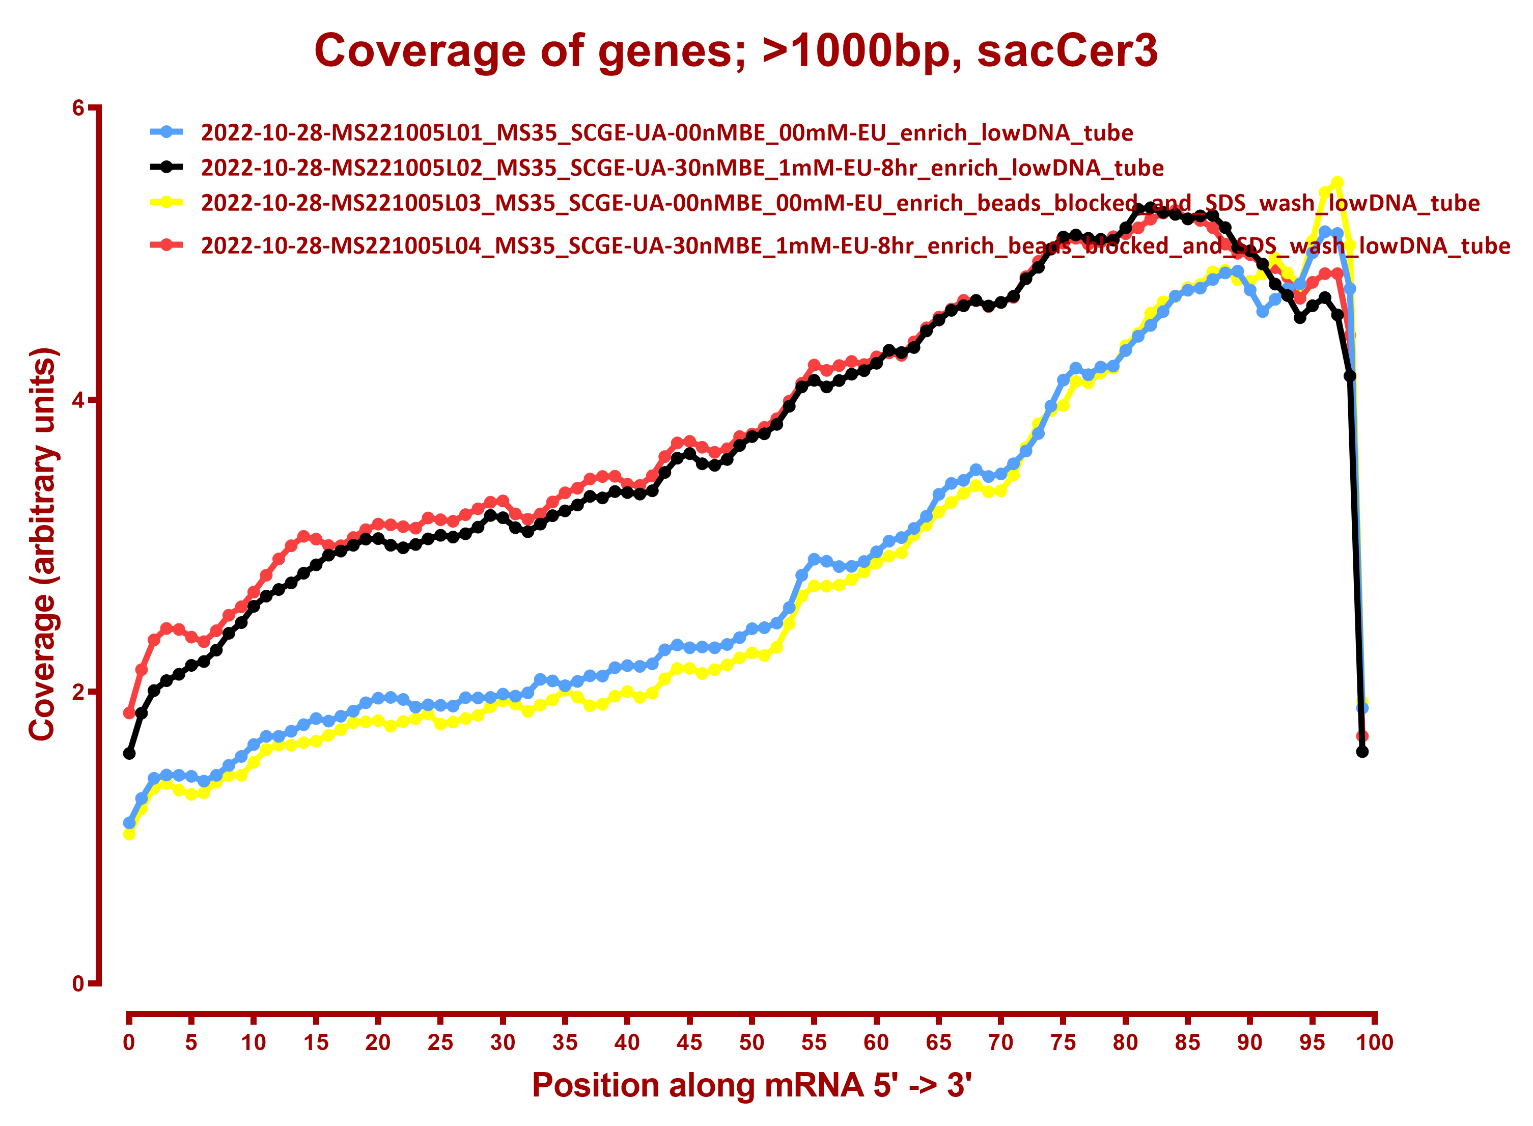 Coverage of genes; >1000bp, sacCer3
6
2022-10-28-MS221005L01_MS35_SCGE-UA-00nMBE_00mM-EU_enrich_lowDNA_tube
2022-10-28-MS221005L02_MS35_SCGE-UA-30nMBE_1mM-EU-8hr_enrich_lowDNA_tube
2022-10-28-MS221005L03_MS35_SCGE-UA-00nMBE_00mM-EU_enrich_beads_blocked_and_SDS_wash_lowDNA_tube
2022-10-28-MS221005L04_MS35_SCGE-UA-30nMBE_1mM-EU-8hr_enrich_beads_blocked_and_SDS_wash_lowDNA_tube
4
Coverage (arbitrary units)
2
0
0 5 10 15 20 25 30 35 40 45 50 55 60 65 70 75 80 85 90 95 100
Position along mRNA 5' -> 3'